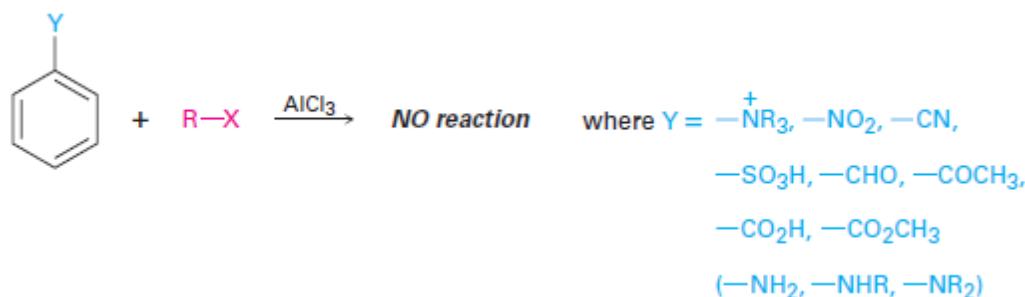 Y
AlCl₃
+ R—X NO reaction where Y = —N⁺R₃, —NO₂, —CN,
—SO₃H, —CHO, —COCH₃,
—CO₂H, —CO₂CH₃
(—NH₂, —NHR, —NR₂)